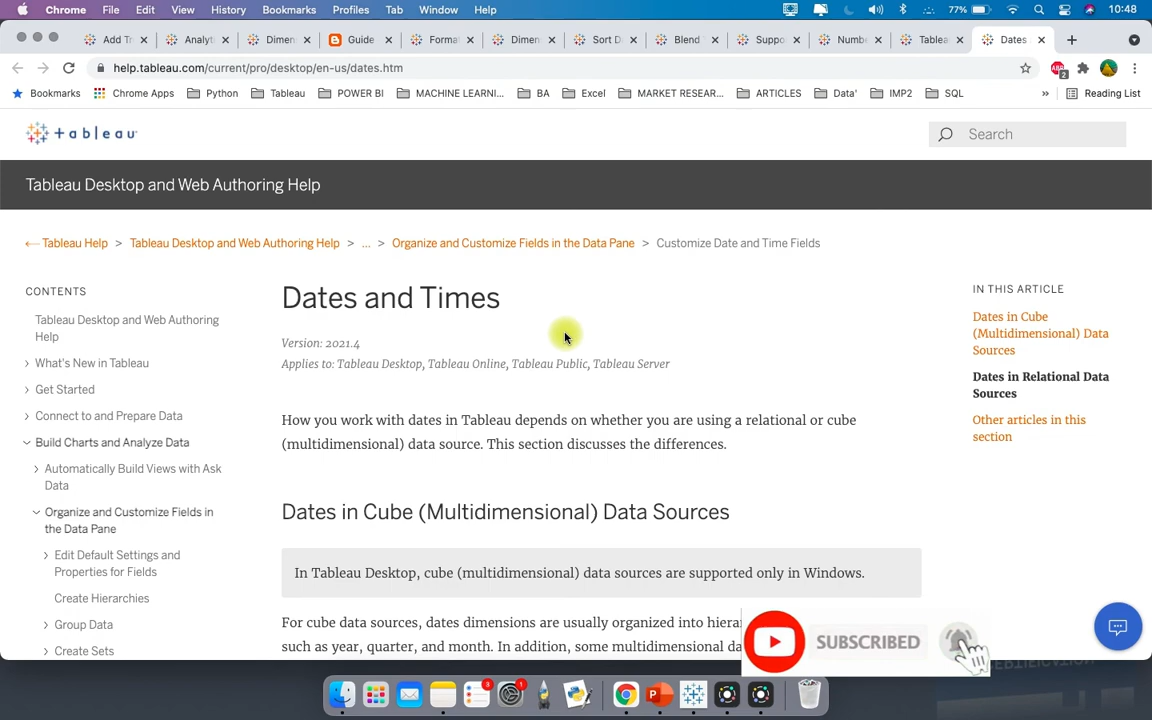 Chrome File Edit View History Bookmarks Profiles Tab Window Help 77% 10:48
Add Tr Analyti Dimen Guide Format Dimen Sort D Blend Suppo Numbe Tablea Dates
help.tableau.com/current/pro/desktop/en-us/dates.htm ABP 2
Bookmarks Chrome Apps Python Tableau POWER BI MACHINE LEARNI... BA Excel MARKET RESEAR... ARTICLES Data' IMP2 SQL » Reading List
+ableau Search
Tableau Desktop and Web Authoring Help
Tableau Help > Tableau Desktop and Web Authoring Help > ... > Organize and Customize Fields in the Data Pane > Customize Date and Time Fields
CONTENTS
Tableau Desktop and Web Authoring
Help
What's New in Tableau
Get Started
Connect to and Prepare Data
Build Charts and Analyze Data
Automatically Build Views with Ask
Data
Organize and Customize Fields in
the Data Pane
Edit Default Settings and
Properties for Fields
Create Hierarchies
Group Data
Create Sets
Dates and Times
Version: 2021.4
Applies to: Tableau Desktop, Tableau Online, Tableau Public, Tableau Server
How you work with dates in Tableau depends on whether you are using a relational or cube
(multidimensional) data source. This section discusses the differences.
Dates in Cube (Multidimensional) Data Sources
In Tableau Desktop, cube (multidimensional) data sources are supported only in Windows.
For cube data sources, dates dimensions are usually organized into hierar
such as year, quarter, and month. In addition, some multidimensional da
IN THIS ARTICLE
Dates in Cube
(Multidimensional) Data
Sources
Dates in Relational Data
Sources
Other articles in this
section
SUBSCRIBED
3 1